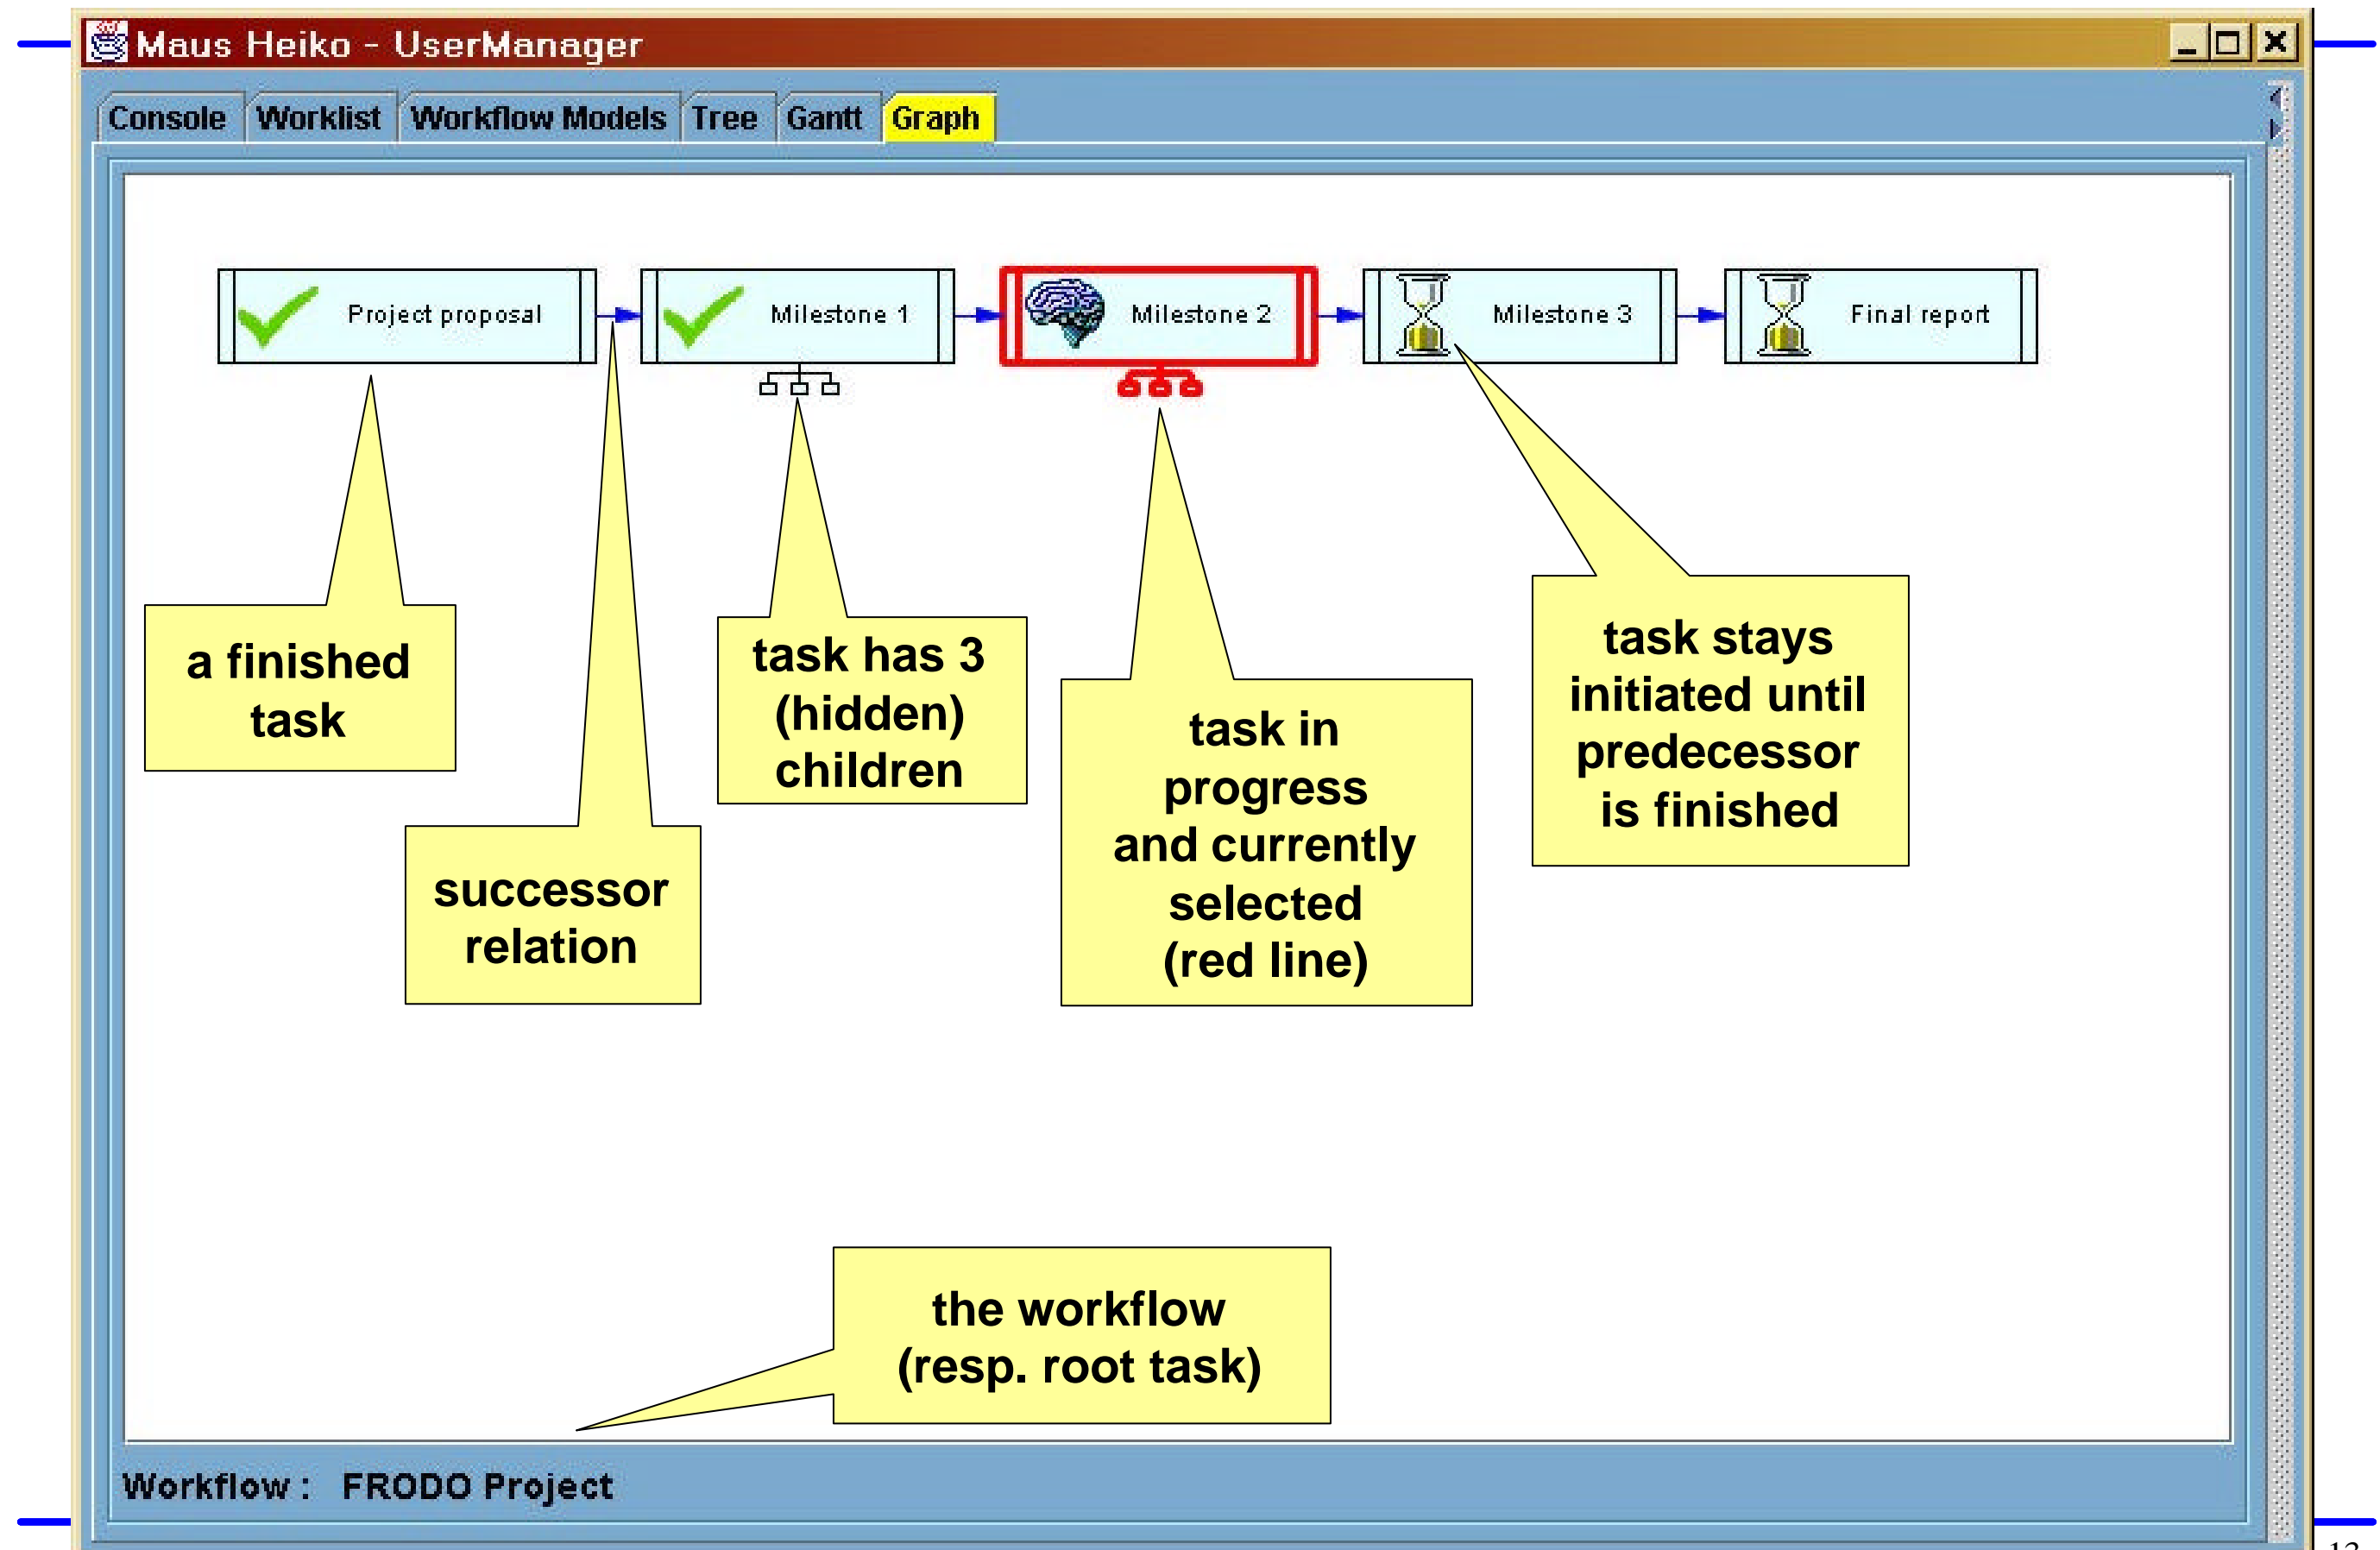 Maus Heiko - UserManager
Console Worklist Workflow Models Tree Gantt Graph
Project proposal Milestone 1 Milestone 2 Milestone 3 Final report
a finished
task
successor
relation
task has 3
(hidden)
children
task in
progress
and currently
selected
(red line)
task stays
initiated until
predecessor
is finished
the workflow
(resp. root task)
Workflow : FRODO Project